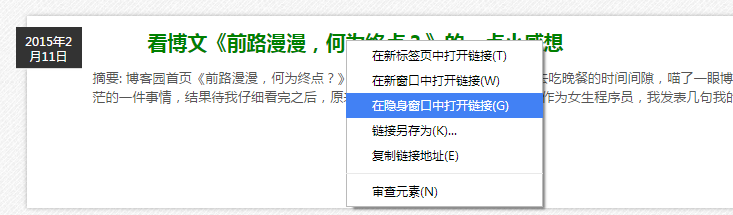 2015年2
月11日
看博文《前路漫漫，何为终点？》的一点小感想
摘要: 博客园首页《前路漫漫，何为终点？》
去吃晚餐的时间间隙，喵了一眼博
茫的一件事情，结果待我仔细看完之后，原
作为女生程序员，我发表几句我的
在新标签页中打开链接(T)
在新窗口中打开链接(W)
在隐身窗口中打开链接(G)
链接另存为(K)...
复制链接地址(E)
审查元素(N)